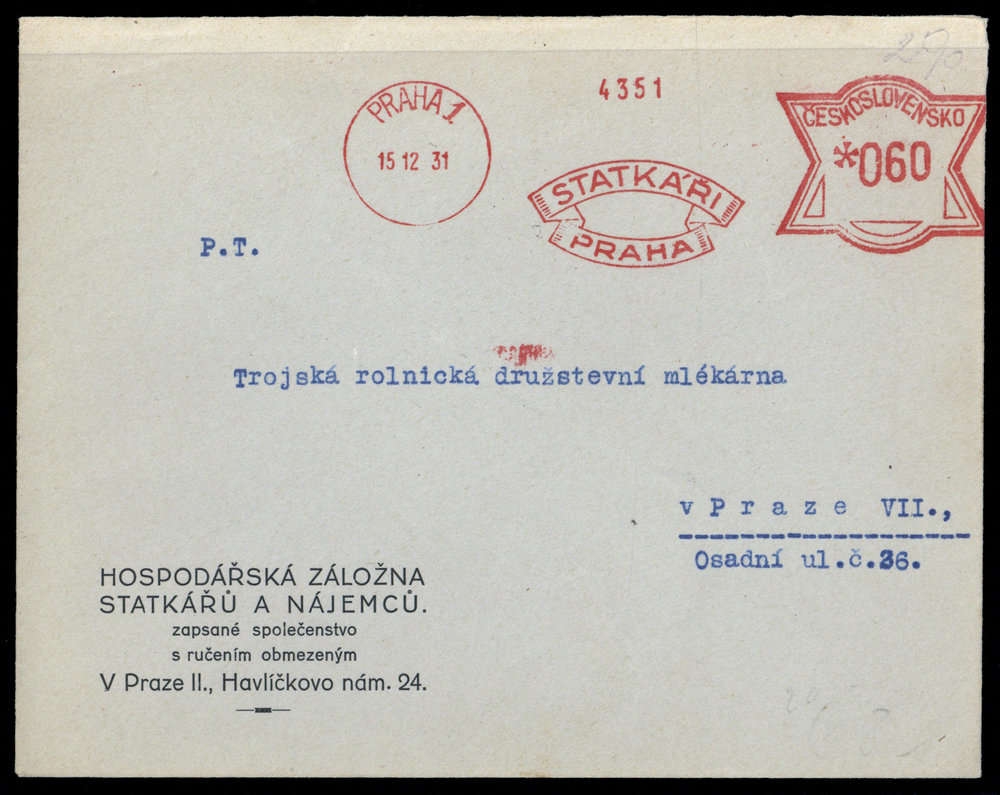 4351
PRAHA 1.
15 12 31
ČESKOSLOVENSKO
*060
STATKÁŘI
PRAHA
P.T.
Trojská rolnická družstevní mlékárna
v Praze VII.,
Osadní ul.č.36.
HOSPODÁŘSKÁ ZÁLOŽNA
STATKÁŘŮ A NÁJEMCŮ.
zapsané společenstvo
s ručením obmezeným
V Praze II., Havlíčkovo nám. 24.